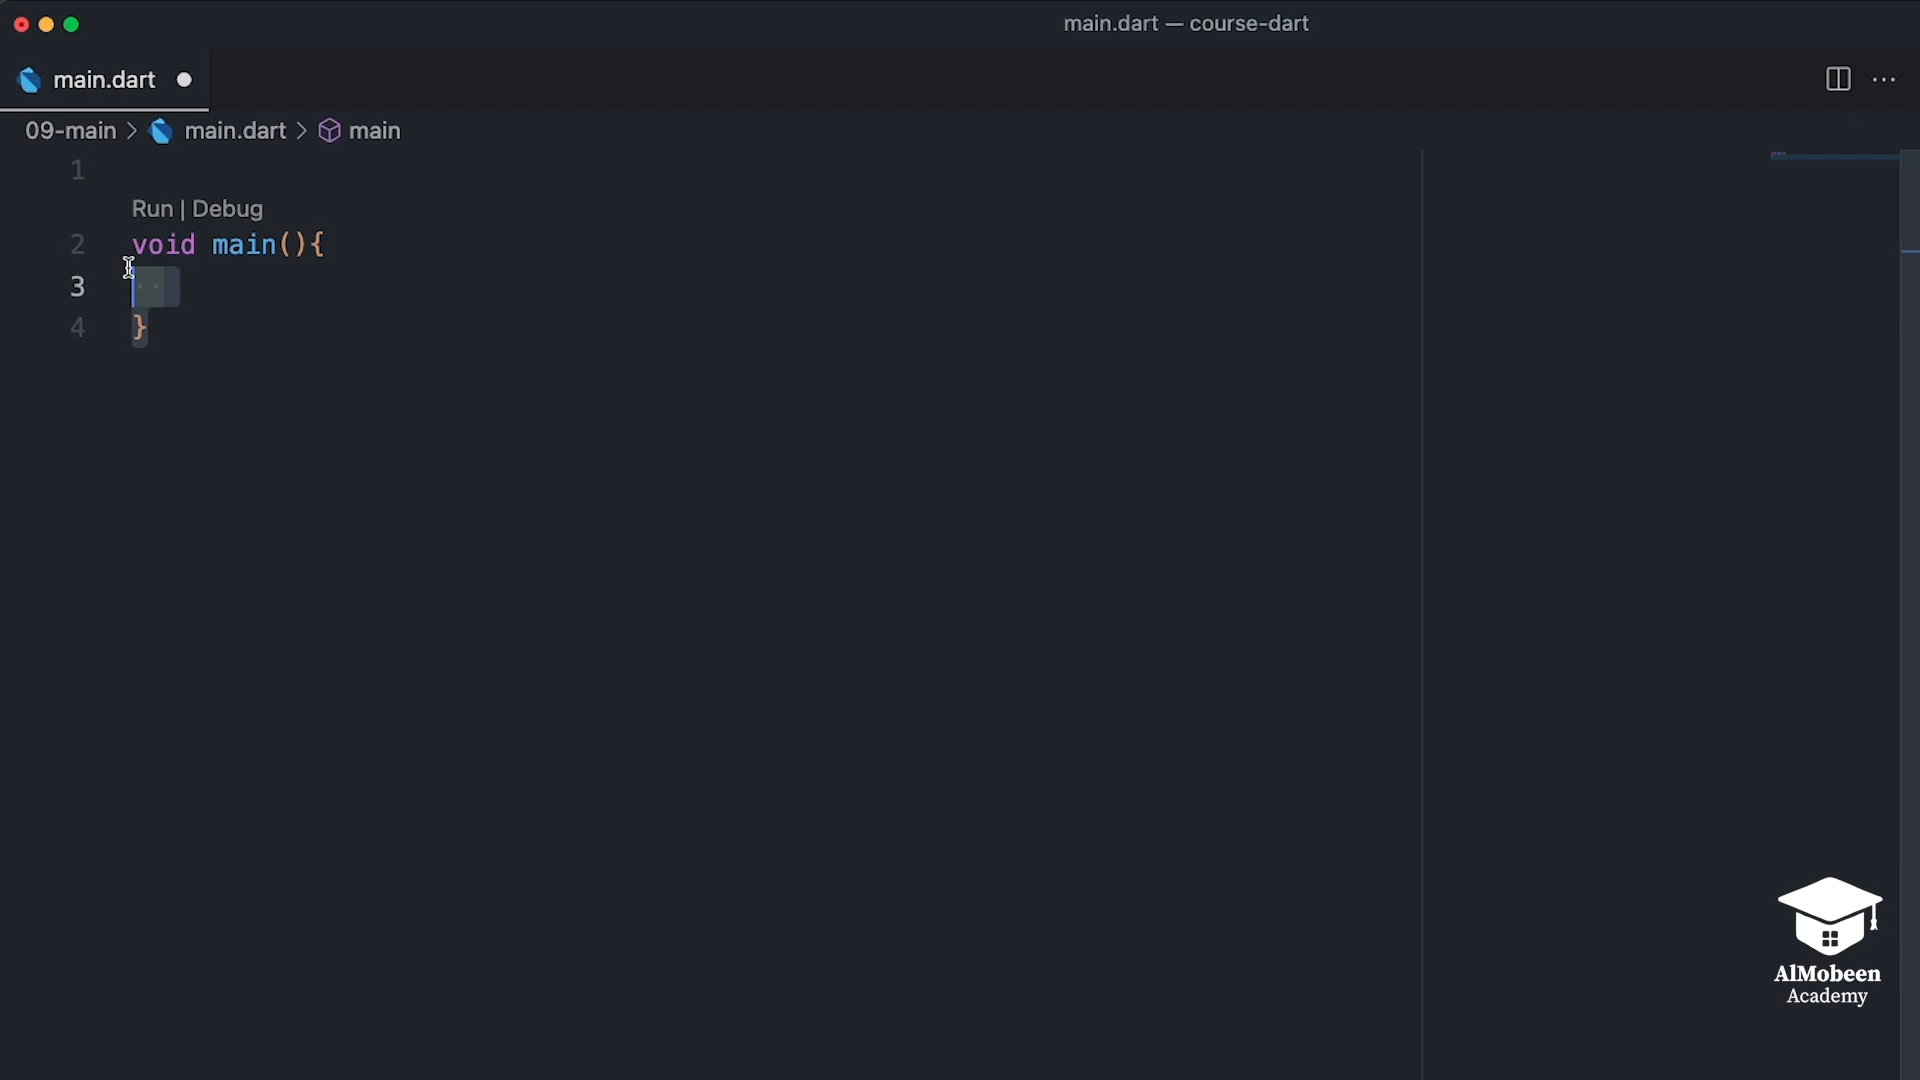 main.dart — course-dart
main.dart
09-main > main.dart > main
1
Run | Debug
2 void main(){
3
4 }
AlMobeen
Academy